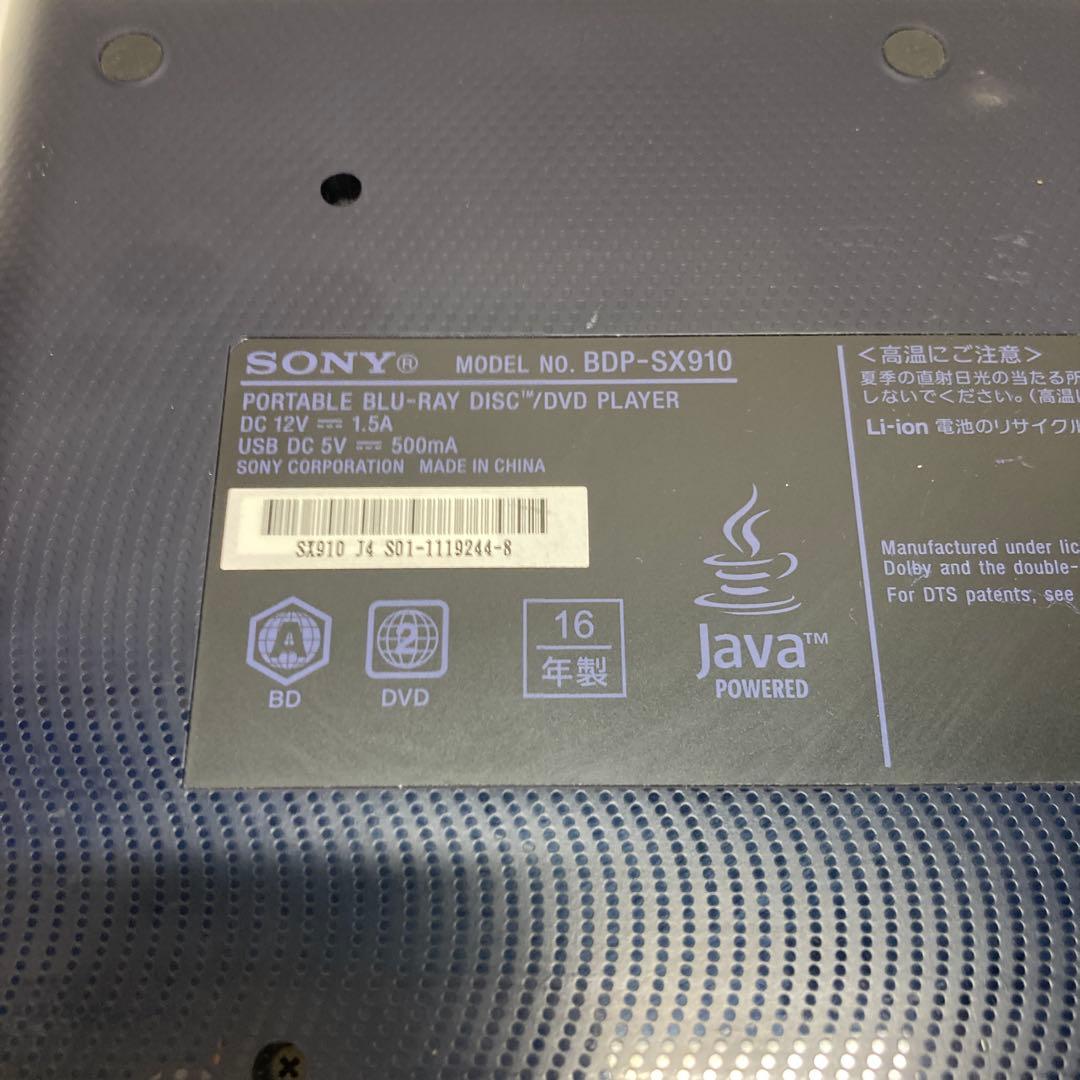 SONY®
MODEL NO. BDP-SX910
PORTABLE BLU-RAY DISC™/DVD PLAYER
DC 12V ⎓ 1.5A
USB DC 5V ⎓ 500mA
SONY CORPORATION MADE IN CHINA
SX910 J4 S01-1119244-8
A
BD
2
DVD
16
年製
Java™
POWERED
<高温にご注意>
夏季の直射日光の当たる所
しないでください。(高温
Li-ion 電池のリサイクル
Manufactured under lic
Dolby and the double-
For DTS patents, see